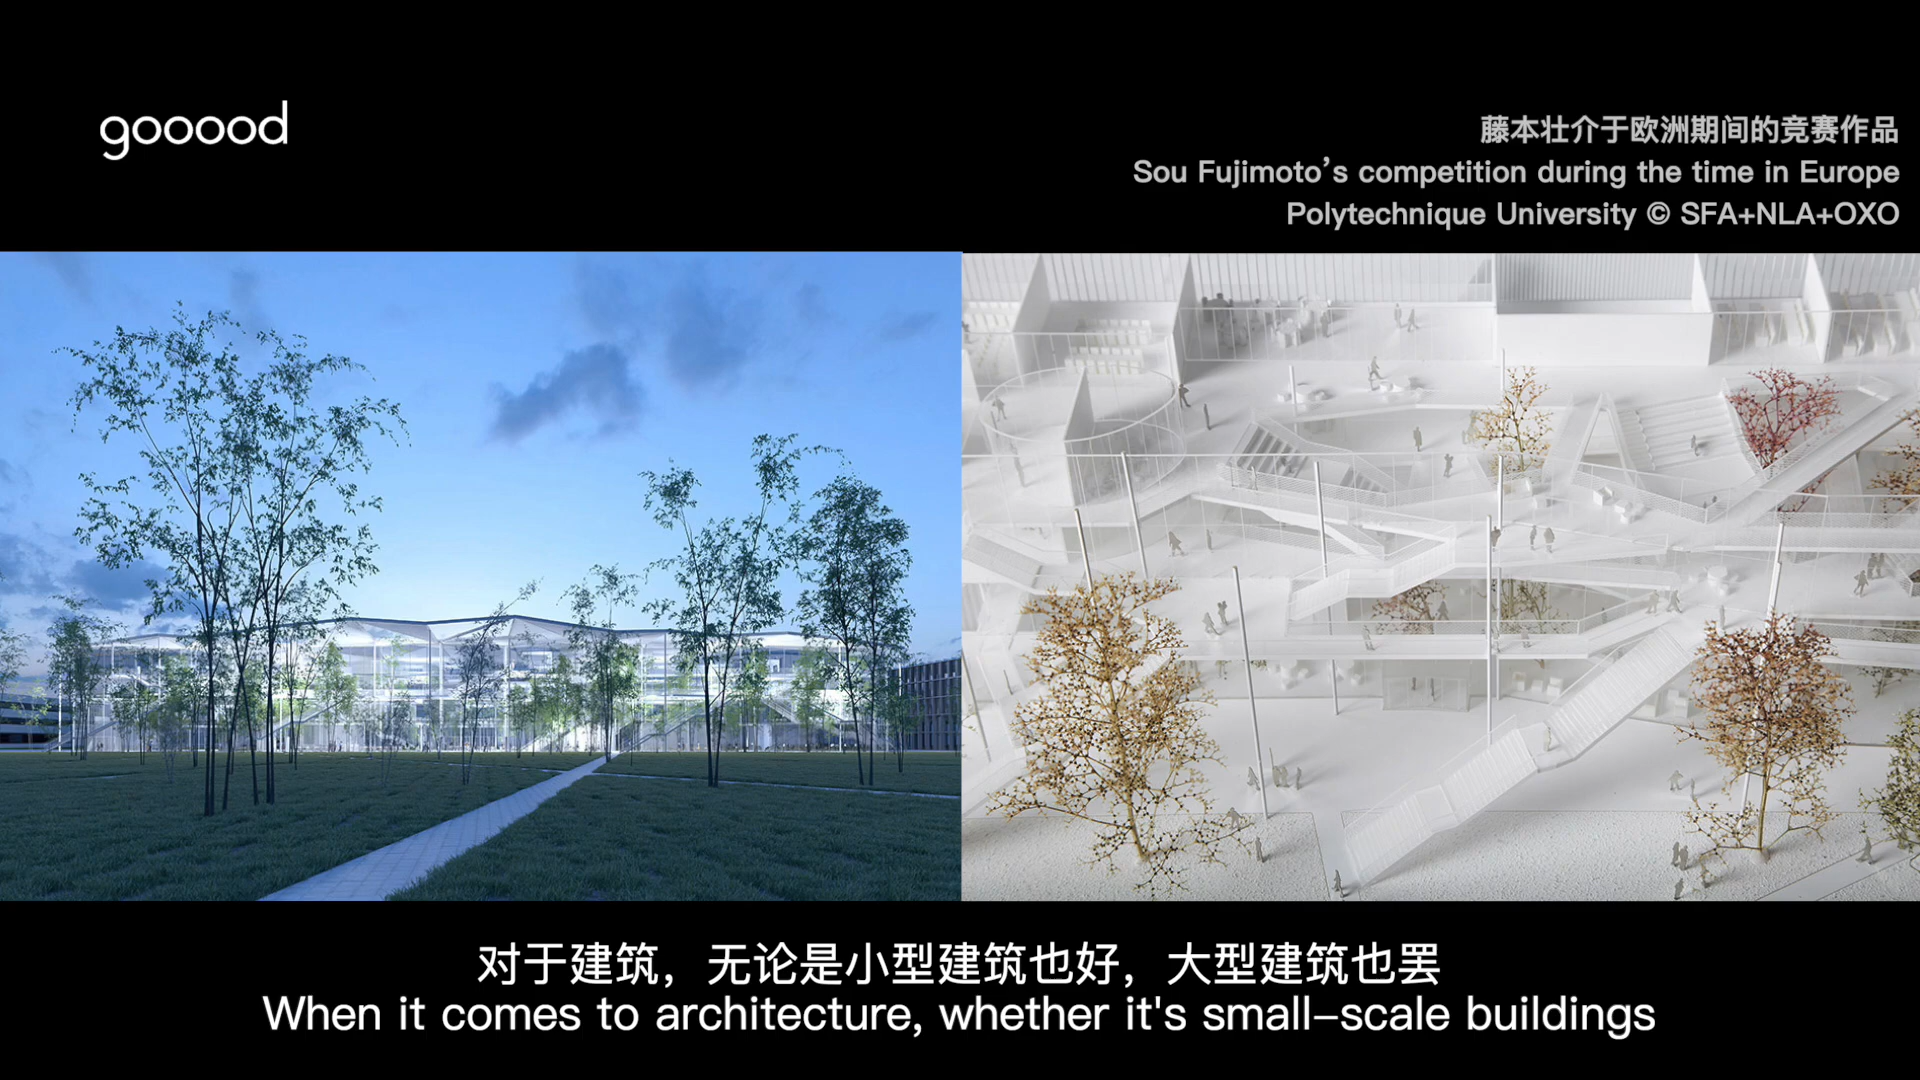 gooood
藤本壮介于欧洲期间的竞赛作品
Sou Fujimoto’s competition during the time in Europe
Polytechnique University © SFA+NLA+OXO
对于建筑，无论是小型建筑也好，大型建筑也罢
When it comes to architecture, whether it's small–scale buildings